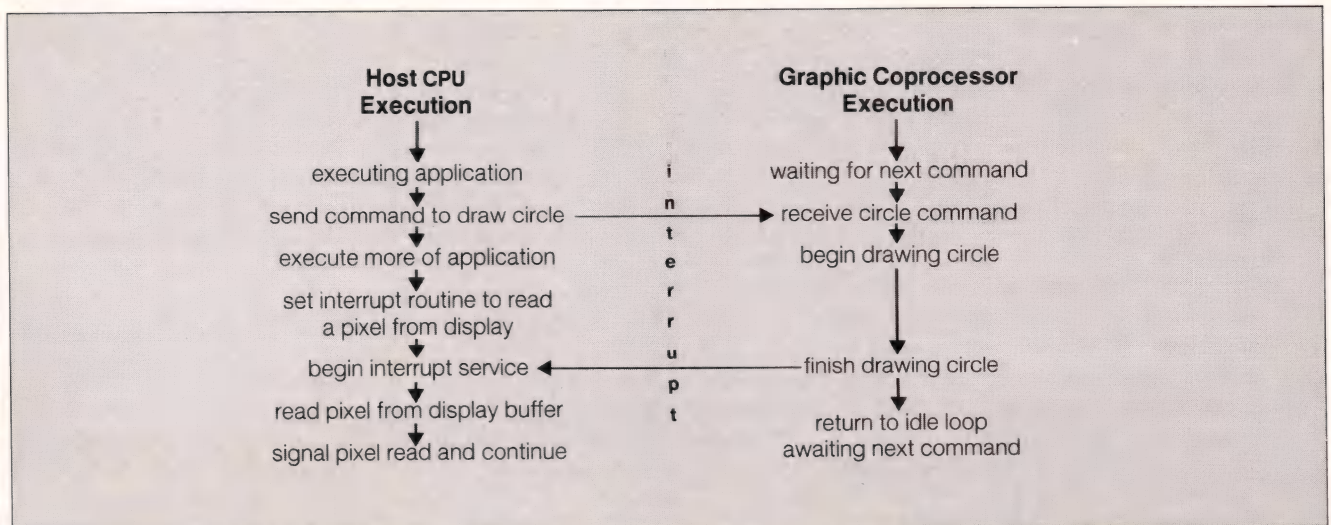 Host CPU
Execution
executing application
send command to draw circle
execute more of application
set interrupt routine to read
a pixel from display
begin interrupt service
read pixel from display buffer
signal pixel read and continue
interrupt
Graphic Coprocessor
Execution
waiting for next command
receive circle command
begin drawing circle
finish drawing circle
return to idle loop
awaiting next command